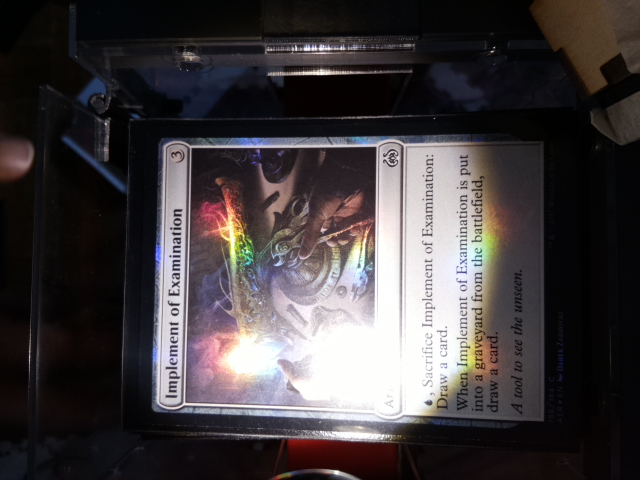 Implement of Examination 3
, Sacrifice Implement of Examination:
Draw a card.
When Implement of Examination is put
into a graveyard from the battlefield,
draw a card.
A tool to see the unseen.